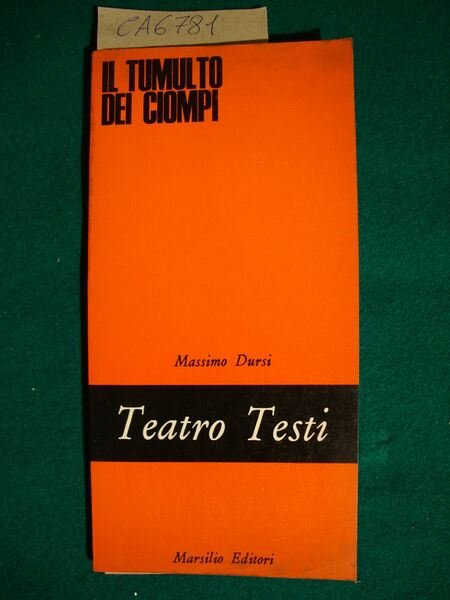 CA6781
IL TUMULTO
DEI CIOMPI
Massimo Dursi
Teatro Testi
Marsilio Editori